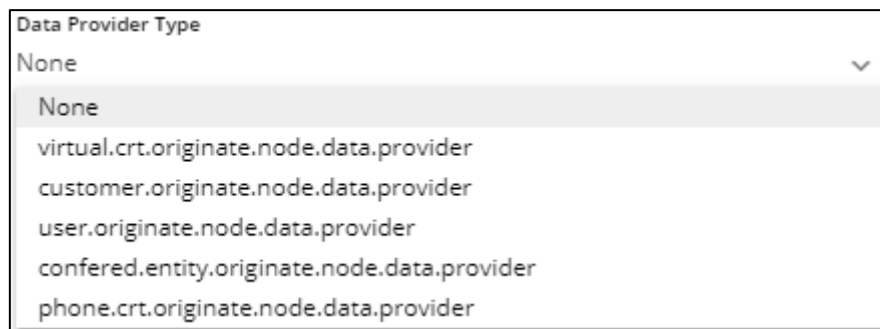 Data Provider Type
None
None
virtual.crt.originate.node.data.provider
customer.originate.node.data.provider
user.originate.node.data.provider
confered.entity.originate.node.data.provider
phone.crt.originate.node.data.provider